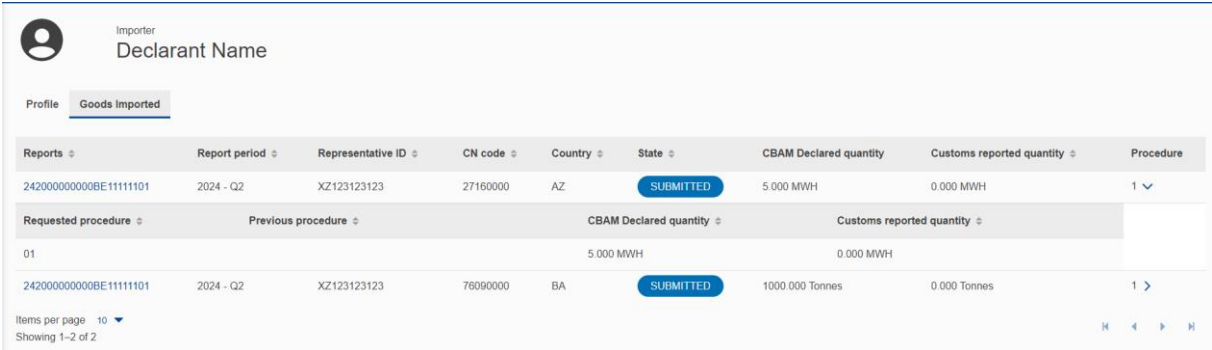 Importer
Declarant Name
Profile Goods Imported
Reports Report period Representative ID CN code Country State CBAM Declared quantity Customs reported quantity Procedure
242000000000BE11111101 2024 - Q2 XZ123123123 27160000 AZ SUBMITTED 5.000 MWH 0.000 MWH 1
Requested procedure Previous procedure CBAM Declared quantity Customs reported quantity
01 5.000 MWH 0.000 MWH
242000000000BE11111101 2024 - Q2 XZ123123123 76090000 BA SUBMITTED 1000.000 Tonnes 0.000 Tonnes 1
Items per page 10
Showing 1–2 of 2